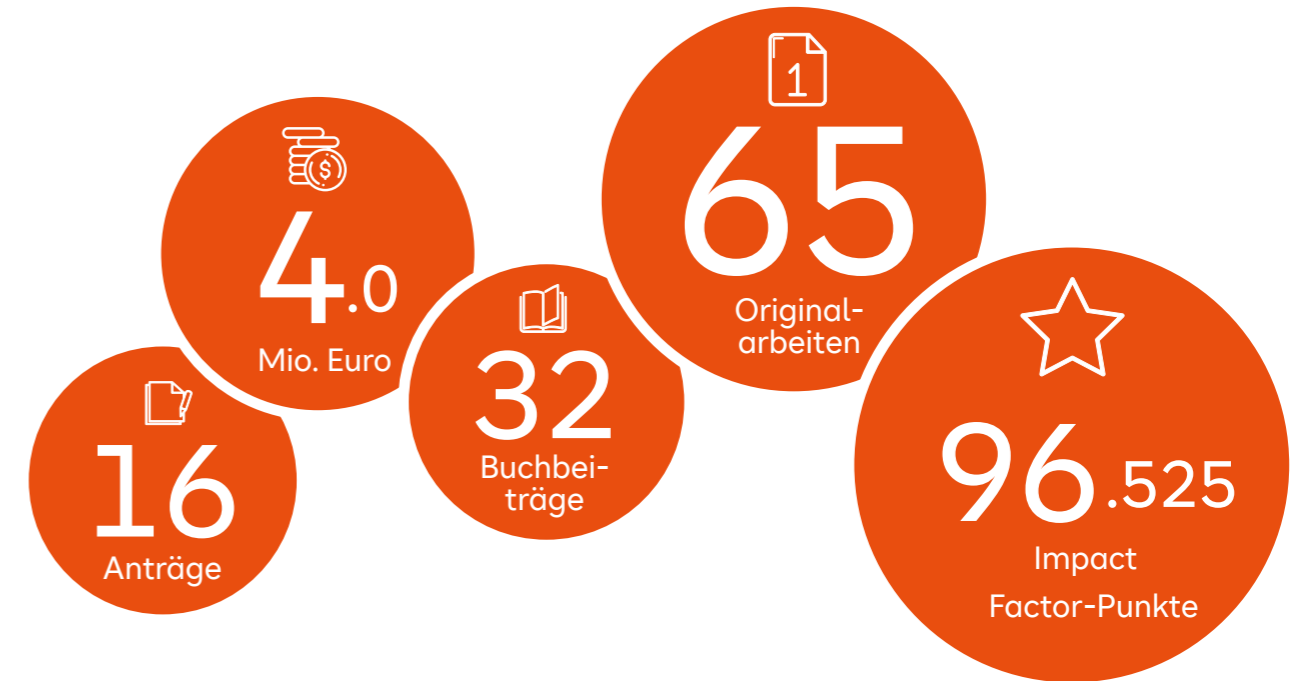 16
Anträge
$
4.0
Mio. Euro
32
Buchbei-
träge
1
65
Original-
arbeiten
96.525
Impact
Factor-Punkte